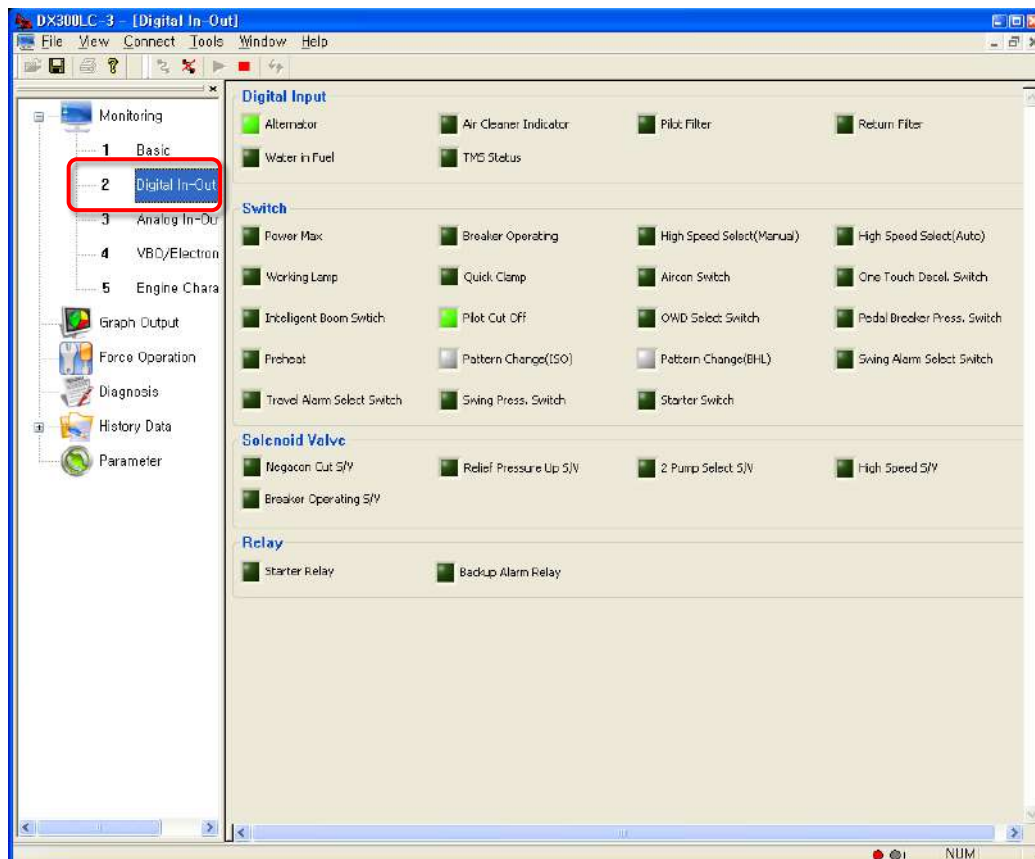 DX300LC-3 - [Digital In-Out]
File View Connect Tools Window Help
Monitoring
1 Basic
2 Digital In-Out
3 Analog In-Ou
4 VBO/Electron
5 Engine Chara
Graph Output
Force Operation
Diagnosis
History Data
Parameter
Digital Input
Alternator Air Cleaner Indicator Pilot Filter Return Filter
Water in Fuel TMS Status
Switch
Power Max Breaker Operating High Speed Select(Manual) High Speed Select(Auto)
Working Lamp Quick Clamp Aircon Switch One Touch Decel. Switch
Intelligent Boom Swtich Pilot Cut Off OWD Select Switch Pedal Breaker Press. Switch
Preheat Pattern Change(ISO) Pattern Change(BHL) Swing Alarm Select Switch
Travel Alarm Select Switch Swing Press. Switch Starter Switch
Solenoid Valve
Negacon Cut S/V Relief Pressure Up S/V 2 Pump Select S/V High Speed S/V
Breaker Operating S/V
Relay
Starter Relay Backup Alarm Relay
NUM